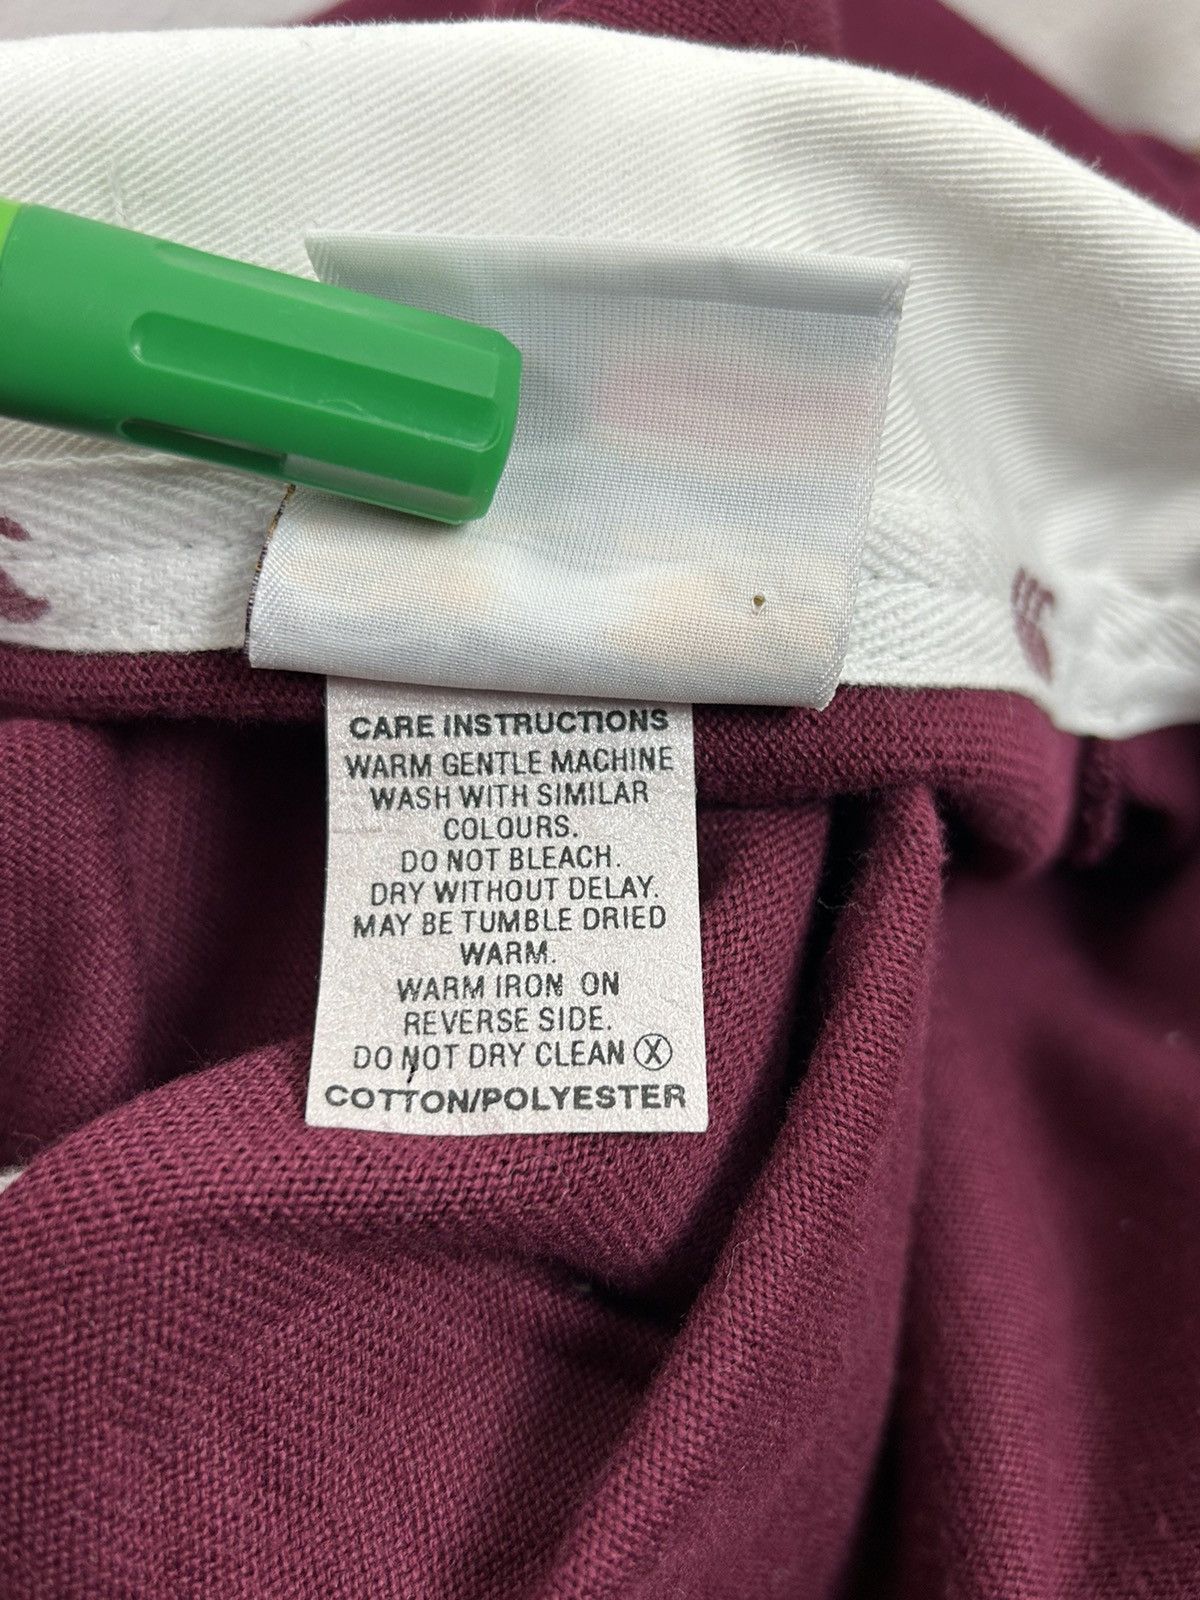 CARE INSTRUCTIONS
WARM GENTLE MACHINE
WASH WITH SIMILAR
COLOURS.
DO NOT BLEACH.
DRY WITHOUT DELAY.
MAY BE TUMBLE DRIED
WARM.
WARM IRON ON
REVERSE SIDE.
DO NOT DRY CLEAN Ⓧ
COTTON/POLYESTER